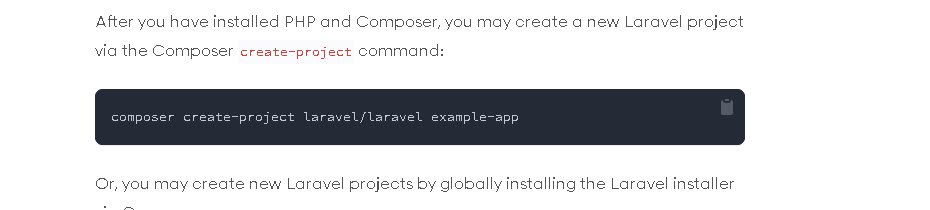 After you have installed PHP and Composer, you may create a new Laravel project
via the Composer create-project command:
composer create-project laravel/laravel example-app
Or, you may create new Laravel projects by globally installing the Laravel installer